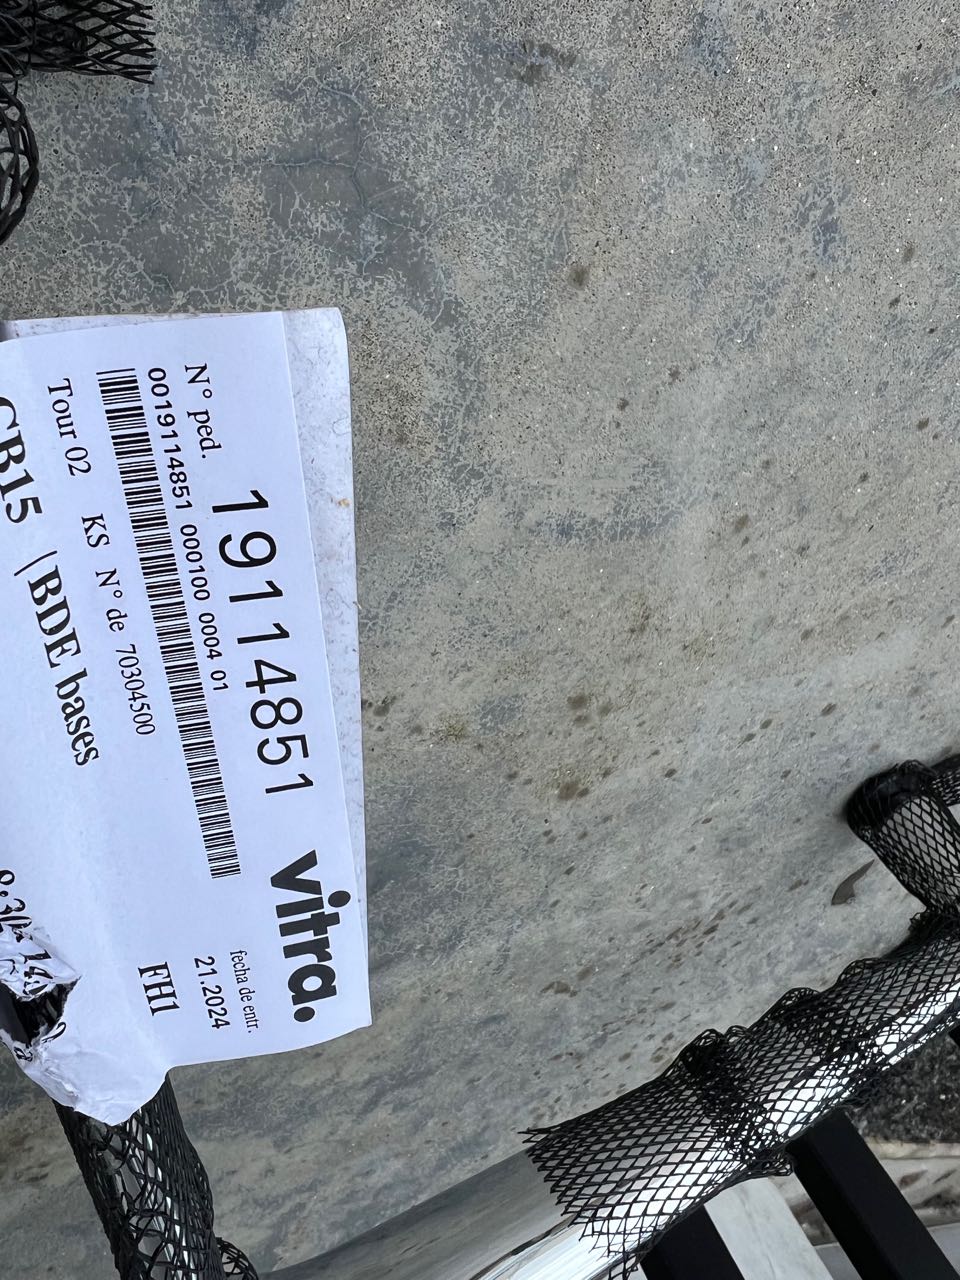 N° ped. 19114851 vitra.
0019114851 000100 0004 01
fecha de entr.
21.2024
Tour 02 KS N° de 70304500 FH1
CB15 | BDE bases